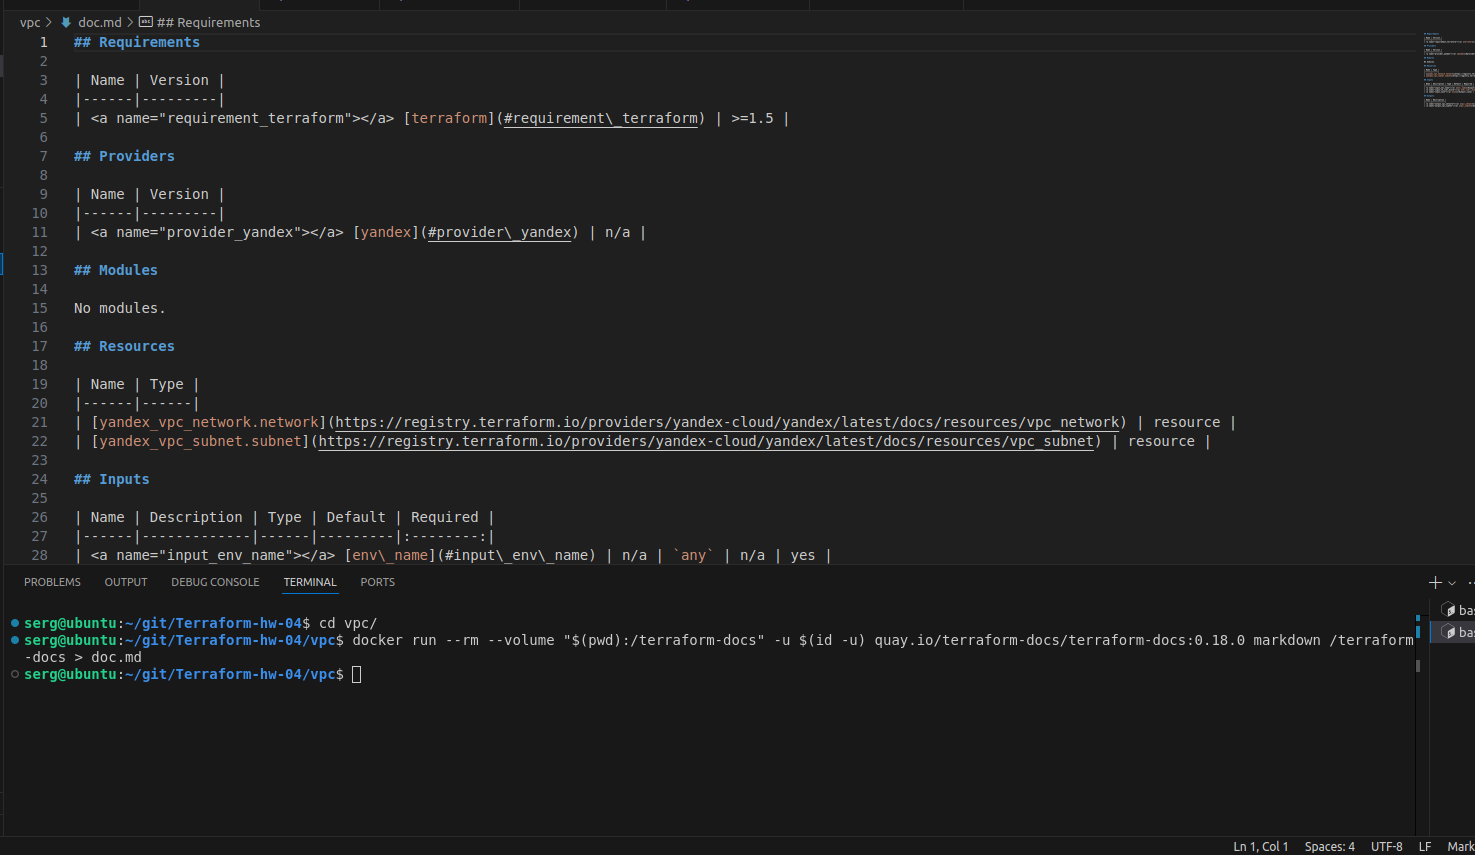 vpc > doc.md > ## Requirements
1 ## Requirements
2
3 | Name | Version |
4 |------|---------|
5 | <a name="requirement_terraform"></a> [terraform](#requirement\_terraform) | >=1.5 |
6
7 ## Providers
8
9 | Name | Version |
10 |------|---------|
11 | <a name="provider_yandex"></a> [yandex](#provider\_yandex) | n/a |
12
13 ## Modules
14
15 No modules.
16
17 ## Resources
18
19 | Name | Type |
20 |------|------|
21 | [yandex_vpc_network.network](https://registry.terraform.io/providers/yandex-cloud/yandex/latest/docs/resources/vpc_network) | resource |
22 | [yandex_vpc_subnet.subnet](https://registry.terraform.io/providers/yandex-cloud/yandex/latest/docs/resources/vpc_subnet) | resource |
23
24 ## Inputs
25
26 | Name | Description | Type | Default | Required |
27 |------|-------------|------|---------|:--------:|
28 | <a name="input_env_name"></a> [env\_name](#input\_env\_name) | n/a | `any` | n/a | yes |
PROBLEMS OUTPUT DEBUG CONSOLE TERMINAL PORTS
serg@ubuntu:~/git/Terraform-hw-04$ cd vpc/
serg@ubuntu:~/git/Terraform-hw-04/vpc$ docker run --rm --volume "$(pwd):/terraform-docs" -u $(id -u) quay.io/terraform-docs/terraform-docs:0.18.0 markdown /terraform
-docs > doc.md
serg@ubuntu:~/git/Terraform-hw-04/vpc$
bas
bas
Ln 1, Col 1 Spaces: 4 UTF-8 LF Mark